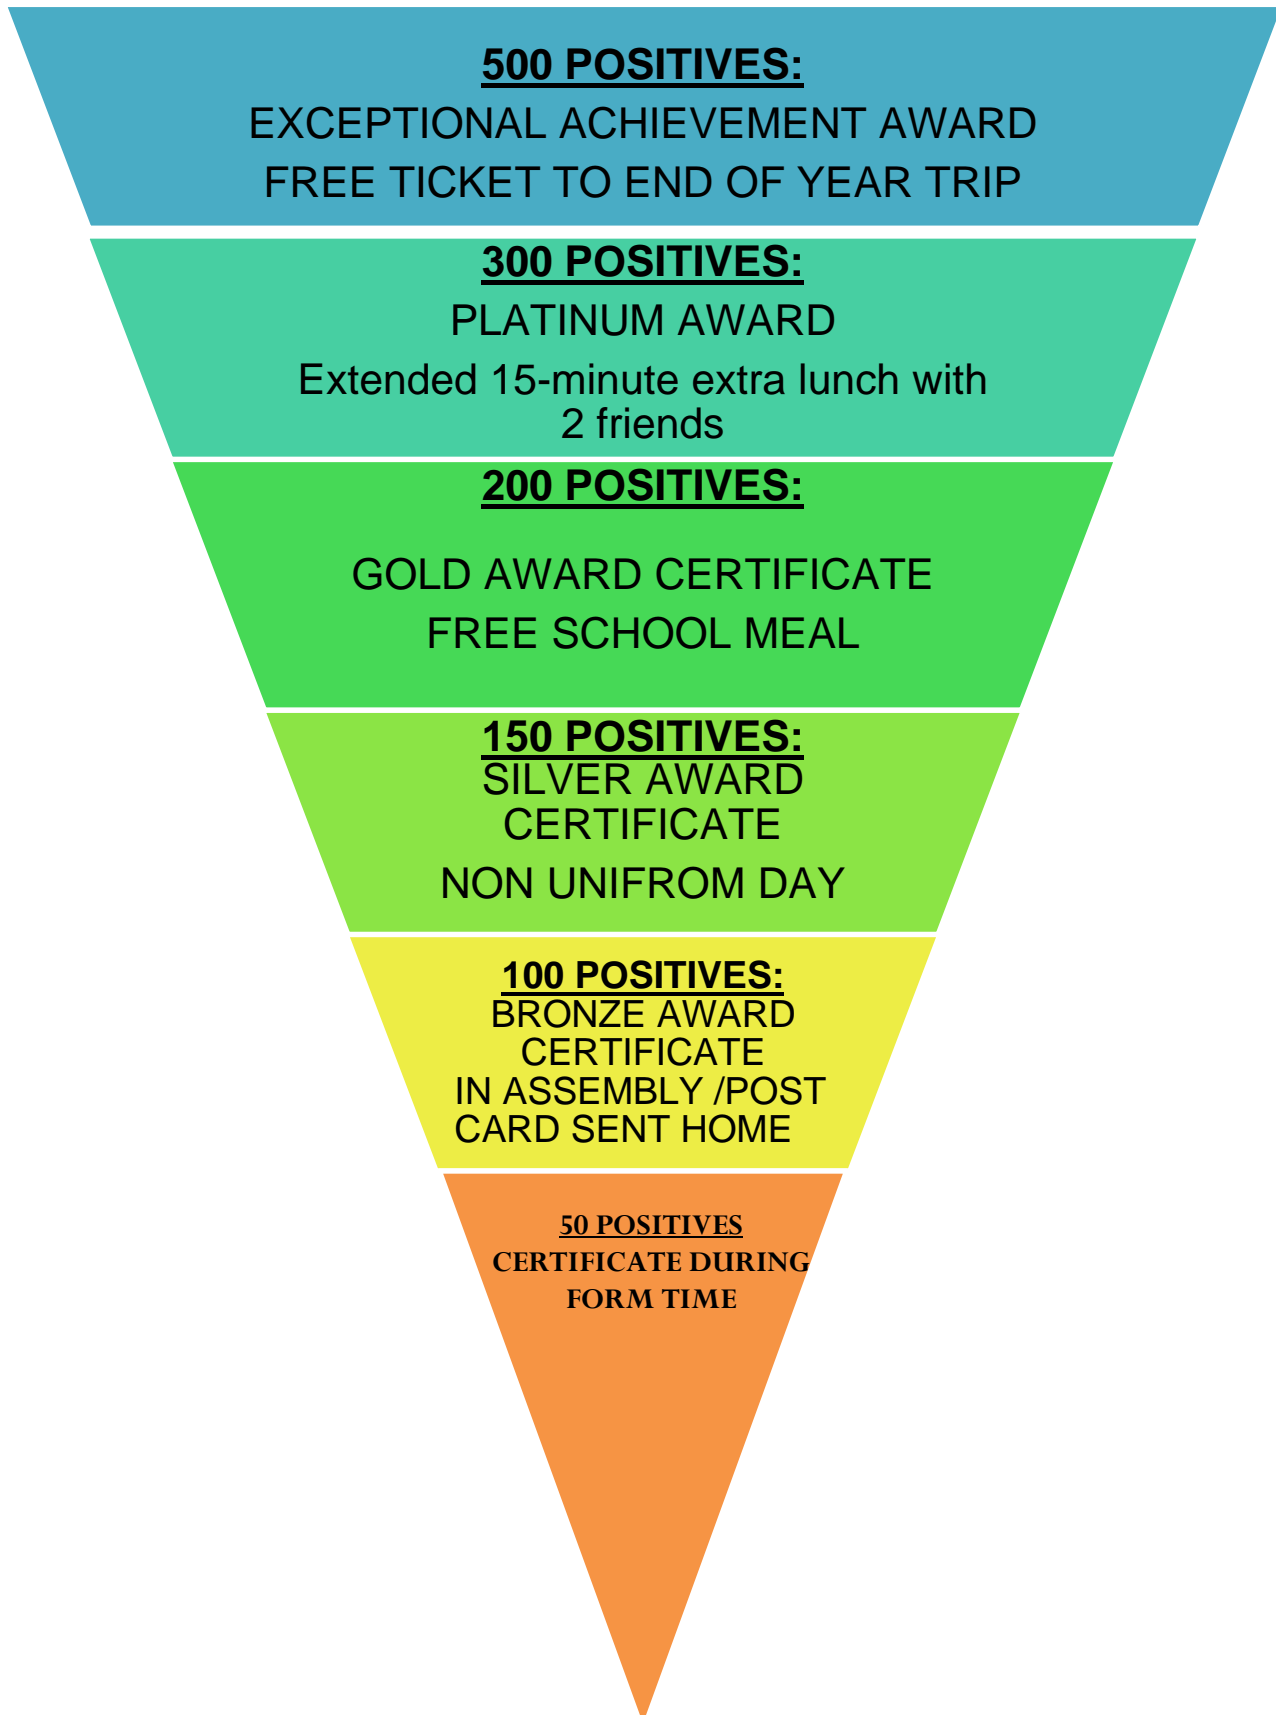 500 POSITIVES:
EXCEPTIONAL ACHIEVEMENT AWARD
FREE TICKET TO END OF YEAR TRIP
300 POSITIVES:
PLATINUM AWARD
Extended 15-minute extra lunch with
2 friends
200 POSITIVES:
GOLD AWARD CERTIFICATE
FREE SCHOOL MEAL
150 POSITIVES:
SILVER AWARD
CERTIFICATE
NON UNIFROM DAY
100 POSITIVES:
BRONZE AWARD
CERTIFICATE
IN ASSEMBLY /POST
CARD SENT HOME
50 POSITIVES
CERTIFICATE DURING
FORM TIME